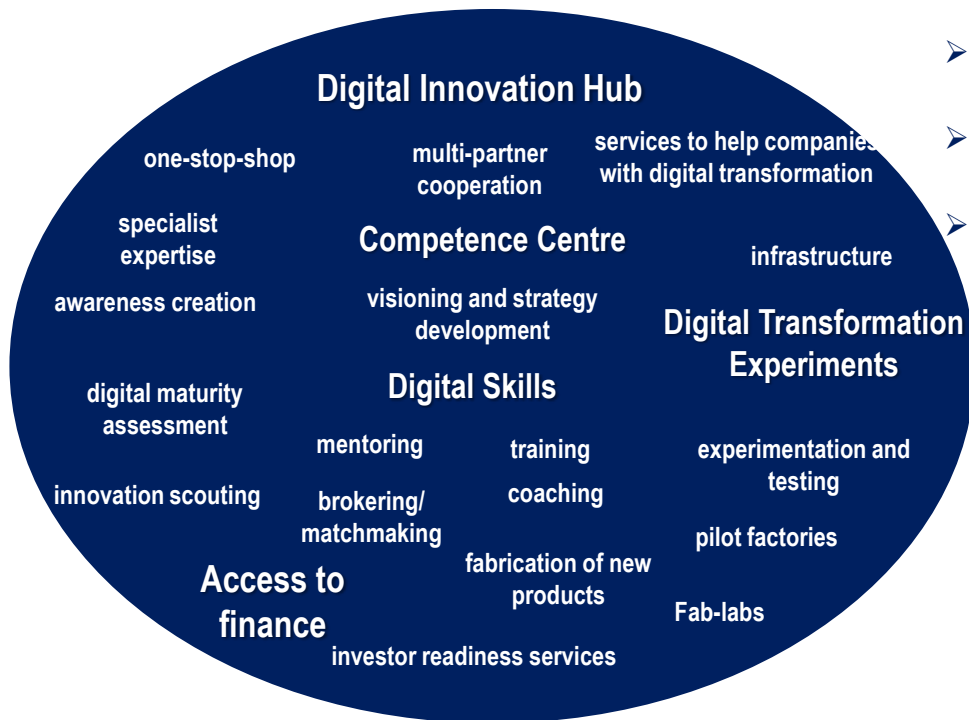 Digital Innovation Hub
one-stop-shop
multi-partner
cooperation
services to help companies
with digital transformation
specialist
expertise
Competence Centre
infrastructure
awareness creation
visioning and strategy
development
Digital Transformation
Experiments
digital maturity
assessment
Digital Skills
mentoring
training
experimentation and
testing
innovation scouting
brokering/
matchmaking
coaching
pilot factories
Access to
finance
fabrication of new
products
Fab-labs
investor readiness services